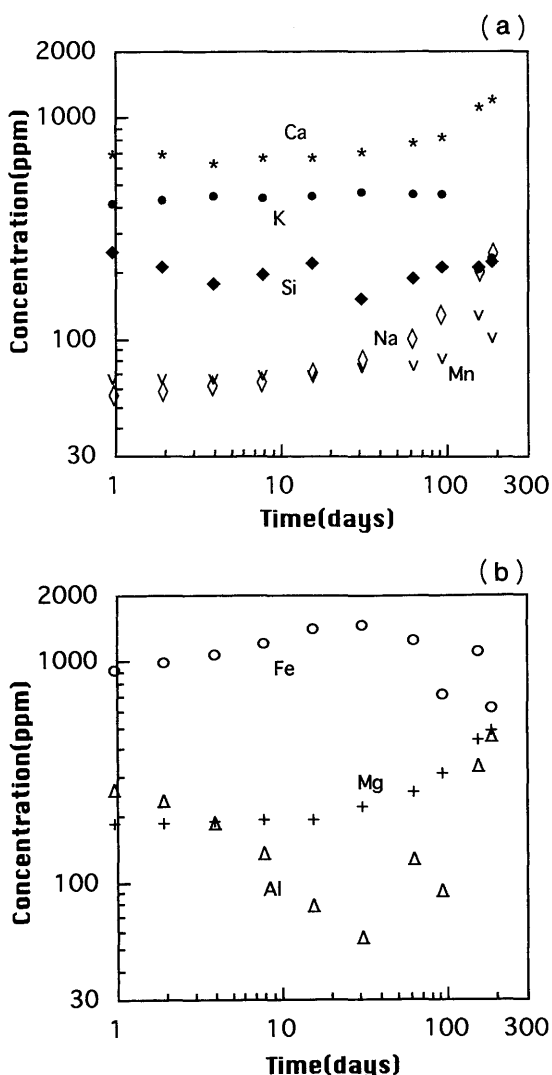 (a)
2000
1000
Ca
K
Si
Na
Mn
100
30
1 10 100 300
Concentration(ppm)
Time(days)
(b)
2000
1000
Fe
Mg
Al
100
30
1 10 100 300
Concentration(ppm)
Time(days)